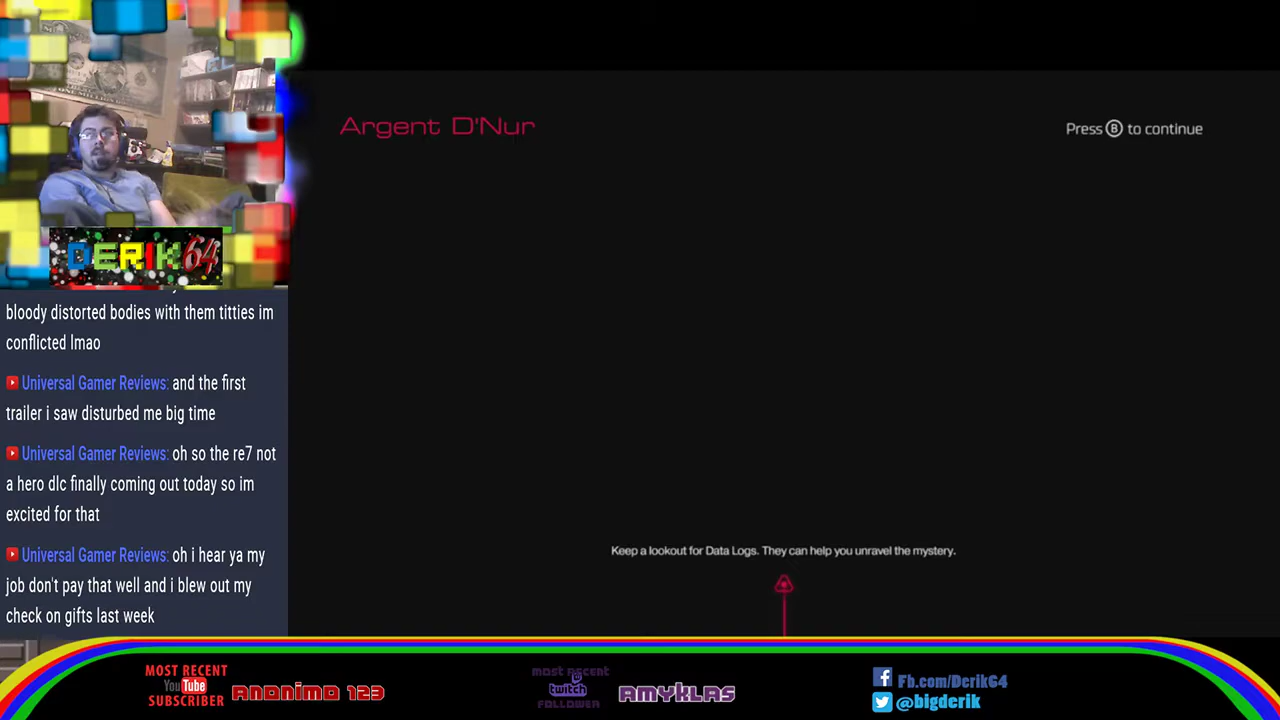 Argent D'Nur
Press B to continue
DERIK64
bloody distorted bodies with them titties im
conflicted lmao
Universal Gamer Reviews: and the first
trailer i saw disturbed me big time
Universal Gamer Reviews: oh so the re7 not
a hero dlc finally coming out today so im
excited for that
Universal Gamer Reviews: oh i hear ya my
job don't pay that well and i blew out my
check on gifts last week
Keep a lookout for Data Logs. They can help you unravel the mystery.
MOST RECENT
YouTube
SUBSCRIBER
ANONIMO 123
MOST RECENT
twitch
FOLLOWER
AMYKLAS
Fb.com/Derik64
@bigderik